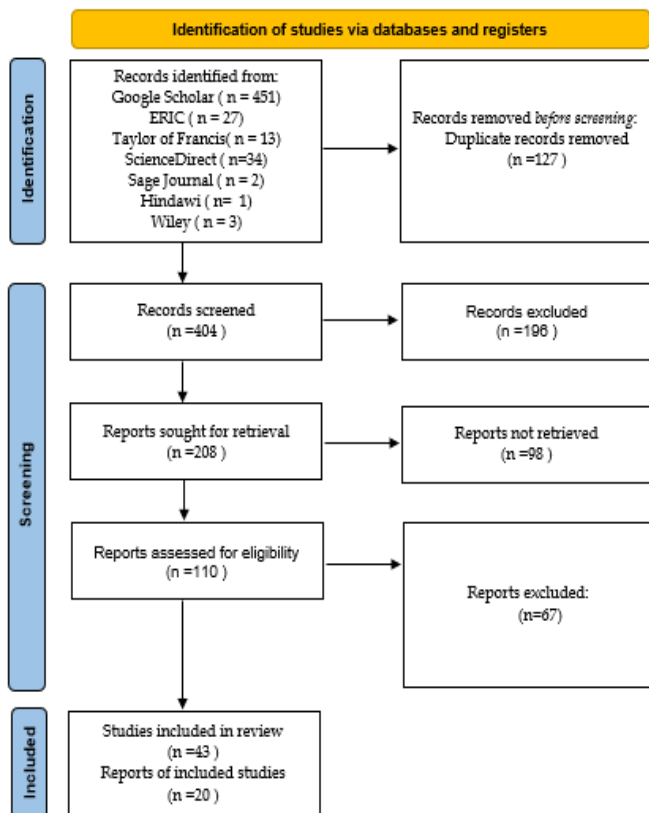 Identification of studies via databases and registers
Identification
Records identified from:
Google Scholar ( n = 451)
ERIC ( n = 27)
Taylor of Francis( n = 13)
ScienceDirect ( n=34)
Sage Journal ( n = 2)
Hindawi ( n= 1)
Wiley ( n = 3)
Records removed before screening:
Duplicate records removed
(n =127 )
Screening
Records screened
(n =404 )
Records excluded
(n =196 )
Reports sought for retrieval
(n =208 )
Reports not retrieved
(n =98 )
Reports assessed for eligibility
(n =110 )
Reports excluded:
(n=67)
Included
Studies included in review
(n =43 )
Reports of included studies
(n =20 )